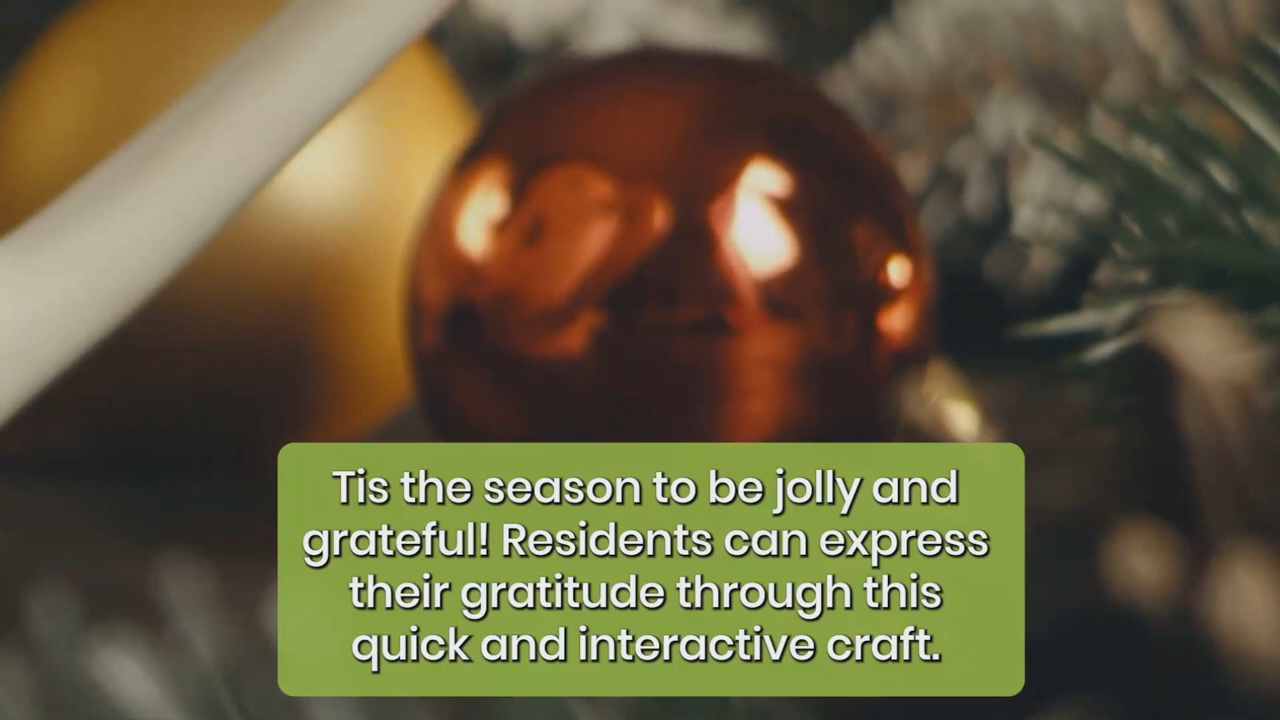 Tis the season to be jolly and
grateful! Residents can express
their gratitude through this
quick and interactive craft.